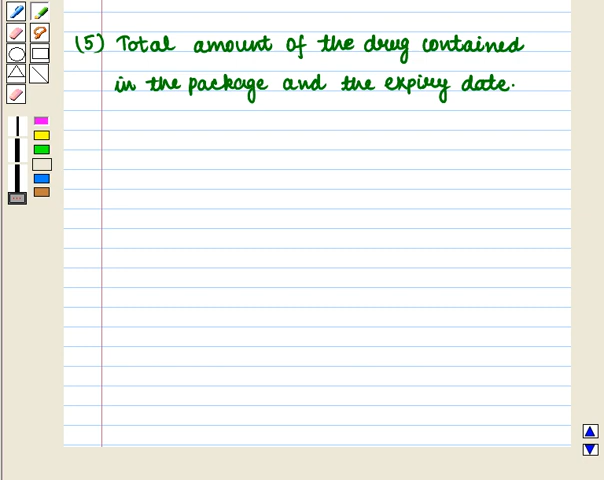 (5) Total amount of the drug contained
in the package and the expiry date.